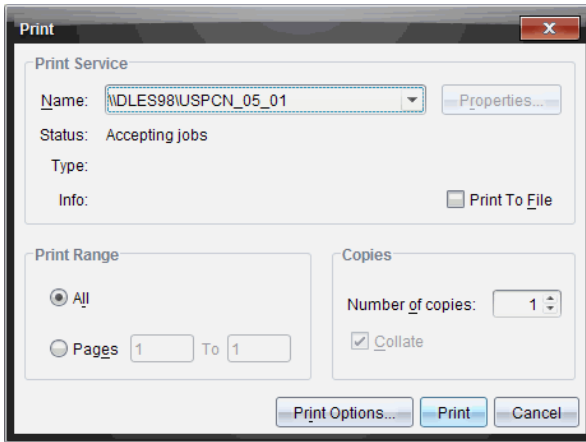 Print
Print Service
Name: \\DLES98\USPCN_05_01 Properties...
Status: Accepting jobs
Type:
Info: Print To File
Print Range
All
Pages 1 To 1
Copies
Number of copies: 1
Collate
Print Options... Print Cancel